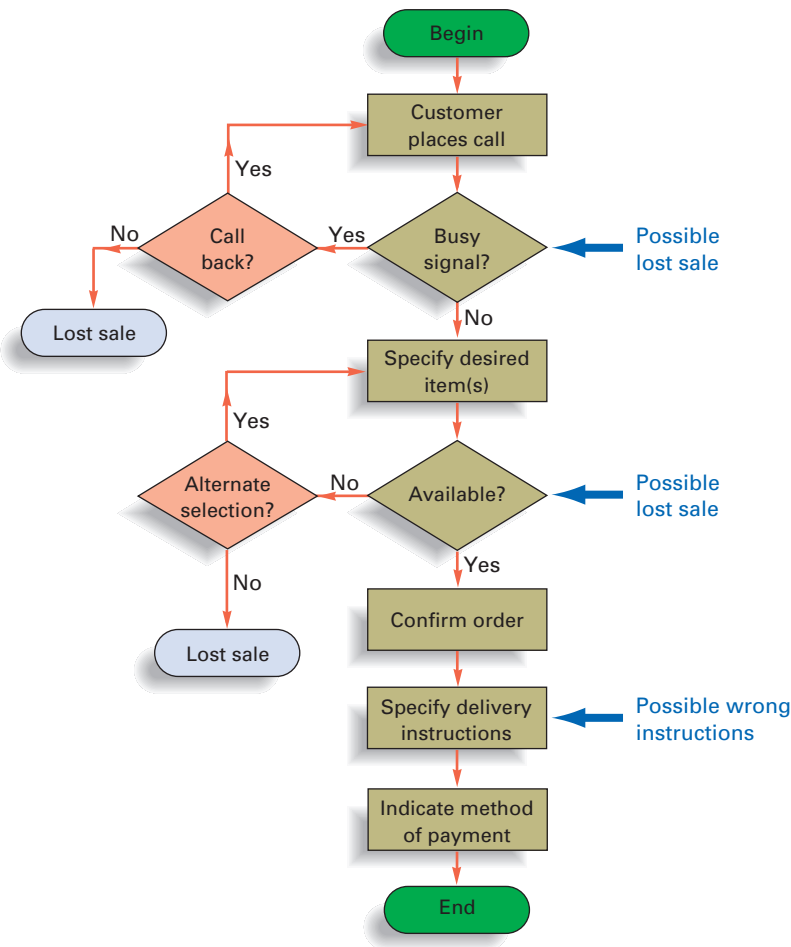 Begin
Customer
places call
Yes
No
Call
back?
Yes
Busy
signal?
Possible
lost sale
Lost sale
No
Specify desired
item(s)
Yes
Alternate
selection?
No
Available?
Possible
lost sale
Yes
No
Confirm order
Lost sale
Specify delivery
instructions
Possible wrong
instructions
Indicate method
of payment
End